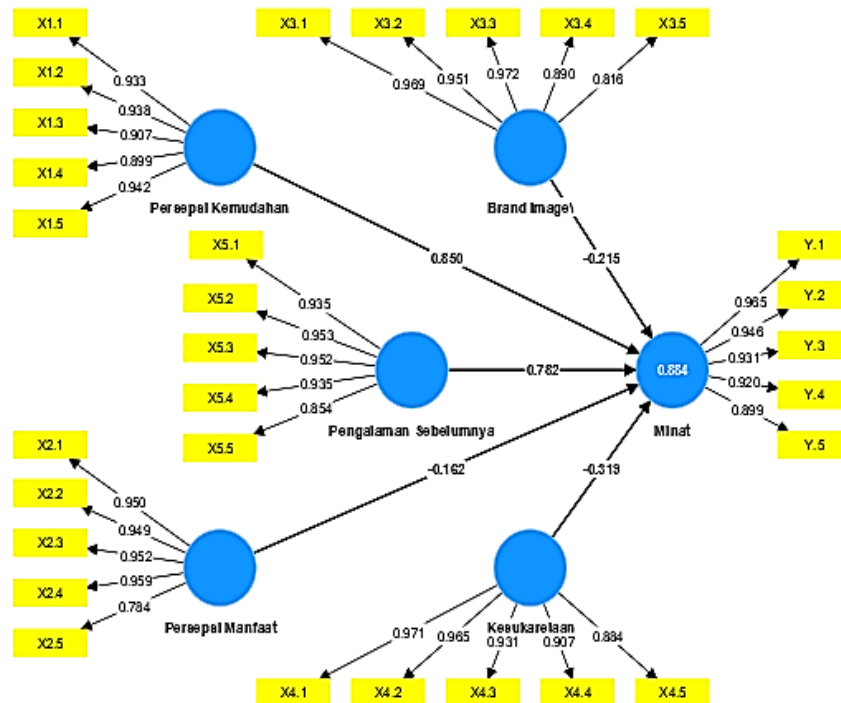 X1.1
X1.2
X1.3
X1.4
X1.5
0.933
0.938
0.907
0.899
0.942
Persepsi Kemudahan
X3.1 X3.2 X3.3 X3.4 X3.5
0.969 0.951 0.972 0.890 0.816
Brand Image\
0.850
-0.215
X5.1
X5.2
X5.3
X5.4
X5.5
0.935
0.953
0.952
0.935
0.854
Pengalaman Sebelumnya
0.782
0.884
Minat
Y.1
Y.2
Y.3
Y.4
Y.5
0.965
0.946
0.931
0.920
0.899
X2.1
X2.2
X2.3
X2.4
X2.5
0.950
0.949
0.952
0.959
0.784
Persepsi Manfaat
-0.162
-0.319
Kesukarelaan
0.971 0.965 0.931 0.907 0.884
X4.1 X4.2 X4.3 X4.4 X4.5